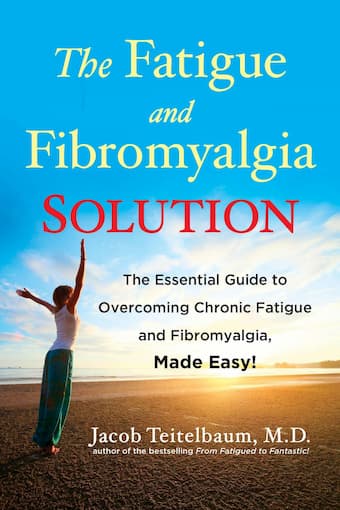 The Fatigue
and
Fibromyalgia
SOLUTION
The Essential Guide to
Overcoming Chronic Fatigue
and Fibromyalgia,
Made Easy!
Jacob Teitelbaum, M.D.
author of the bestselling From Fatigued to Fantastic!